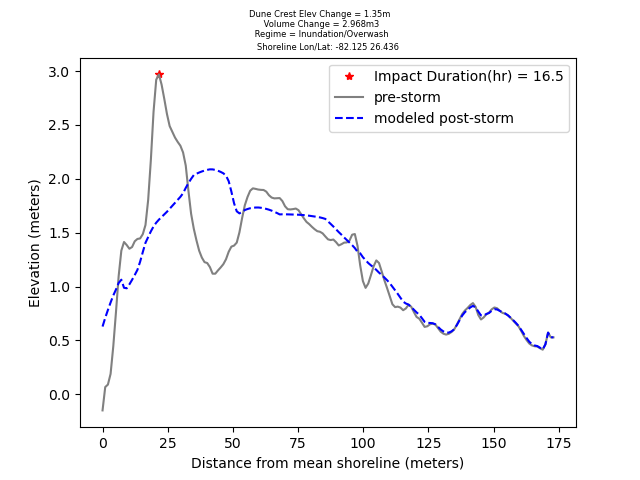 Dune Crest Elev Change = 1.35m
Volume Change = 2.968m3
Regime = Inundation/Overwash
Shoreline Lon/Lat: -82.125 26.436
Impact Duration(hr) = 16.5
pre-storm
modeled post-storm
Elevation (meters)
3.0
2.5
2.0
1.5
1.0
0.5
0.0
0 25 50 75 100 125 150 175
Distance from mean shoreline (meters)